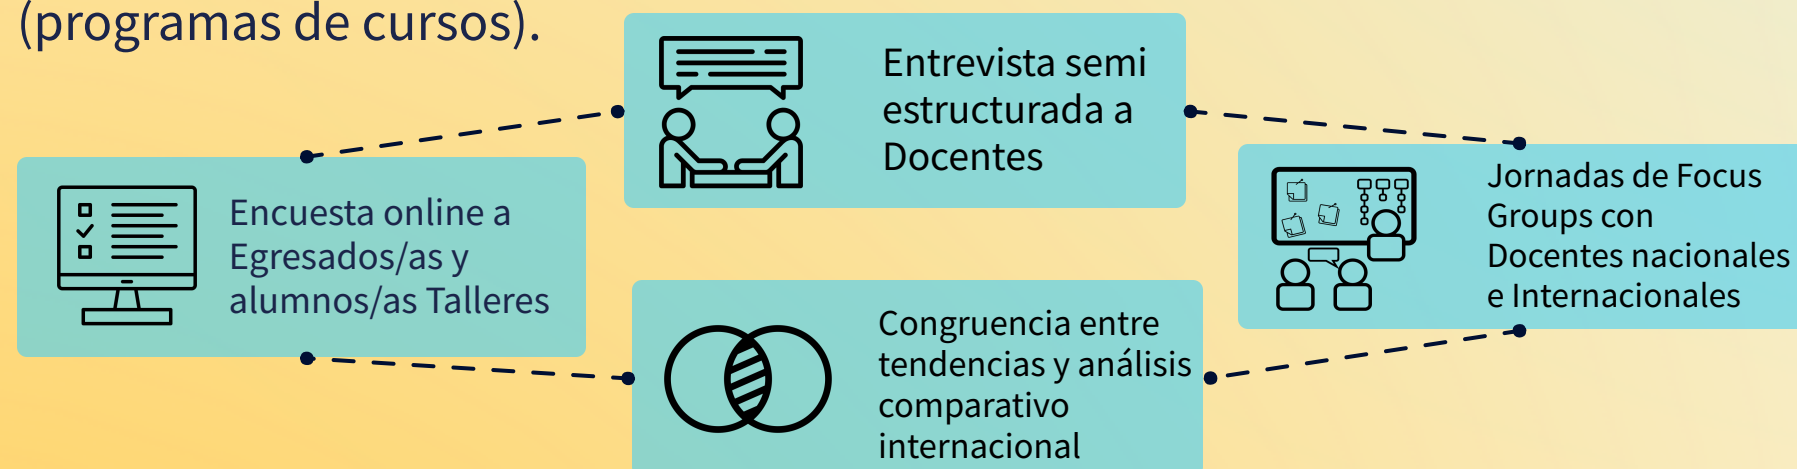 (programas de cursos).
Entrevista semi
estructurada a
Docentes
Encuesta online a
Egresados/as y
alumnos/as Talleres
Jornadas de Focus
Groups con
Docentes nacionales
e Internacionales
Congruencia entre
tendencias y análisis
comparativo
internacional